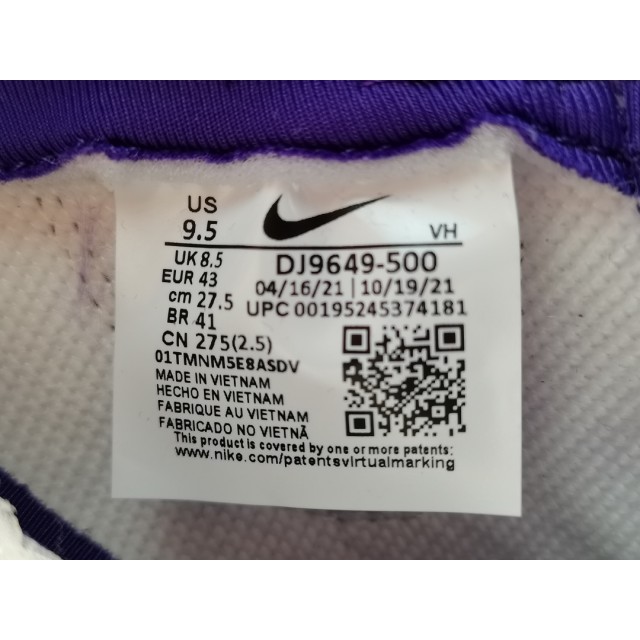 US
9.5
VH
UK 8.5
DJ9649-500
EUR 43
04/16/21 | 10/19/21
cm 27.5
UPC 00195245374181
BR 41
CN 275(2.5)
01TMNM5E8ASDV
MADE IN VIETNAM
HECHO EN VIETNAM
FABRIQUE AU VIETNAM
FABRICADO NO VIETNÃ
This product is covered by one or more patents:
www.nike.com/patentsvirtualmarking